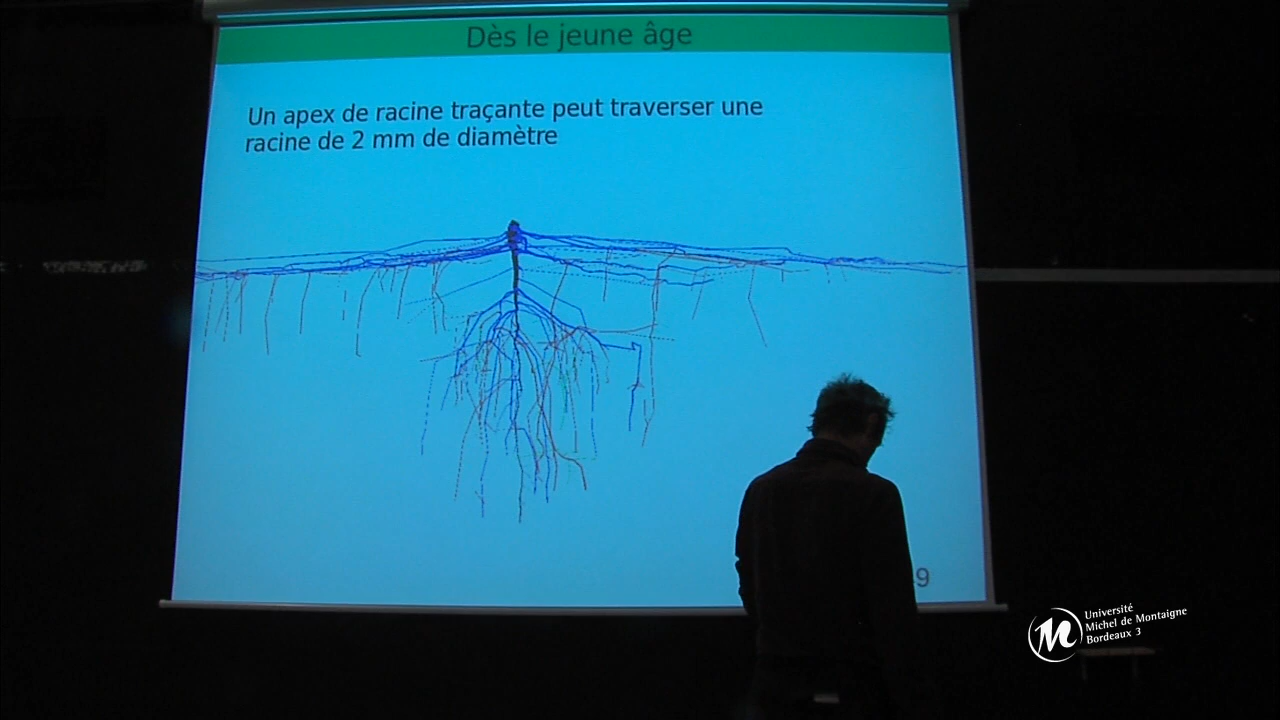 Dès le jeune âge
Un apex de racine traçante peut traverser une
racine de 2 mm de diamètre
9
Université
Michel de Montaigne
Bordeaux 3